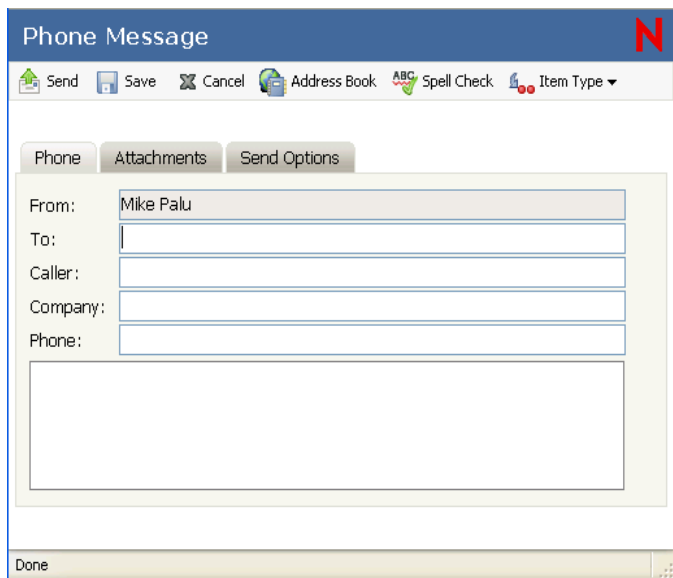 Phone Message N
Send Save Cancel Address Book ABC Spell Check Item Type
Phone Attachments Send Options
From: Mike Palu
To:
Caller:
Company:
Phone:
Done